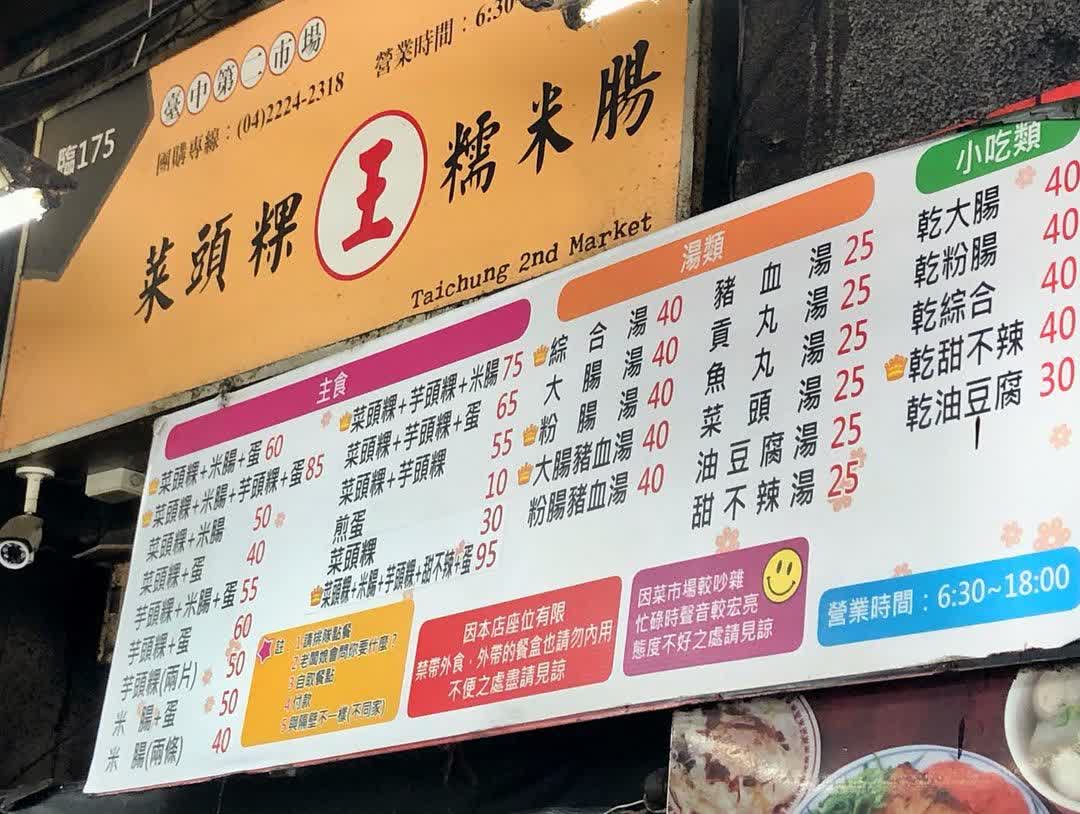 臺中第二市場
營業時間：6:30
團購專線：(04)2224-2318
臨175
菜頭粿 王 糯米腸
Taichung 2nd Market
主食
菜頭粿+米腸+蛋 60
菜頭粿+米腸+芋頭粿+蛋 85
菜頭粿+米腸 50
菜頭粿+蛋 40
芋頭粿+米腸+蛋 55
芋頭粿+蛋 60
芋頭粿(兩片) 50
米 腸+蛋 50
米 腸(兩條) 40
菜頭粿+芋頭粿+米腸 75
菜頭粿+芋頭粿+蛋 65
菜頭粿+芋頭粿 55
煎蛋 10
菜頭粿 30
菜頭粿+米腸+芋頭粿+甜不辣+蛋 95
湯類
綜合湯 40
大腸湯 40
粉腸湯 40
大腸豬血湯 40
粉腸豬血湯 40
豬血湯 25
貢丸湯 25
魚丸湯 25
菜頭湯 25
油豆腐湯 25
甜不辣湯 25
小吃類
乾大腸 40
乾粉腸 40
乾綜合 40
乾甜不辣 40
乾油豆腐 30
註
1.請排隊點餐
2.老闆娘會問你要什麼？
3.自取餐點
4.付款
5.與隔壁不一樣(不同家)
因本店座位有限
禁帶外食，外帶的餐盒也請勿內用
不便之處盡請見諒
因菜市場較吵雜
忙碌時聲音較宏亮
態度不好之處請見諒
營業時間：6:30~18:00